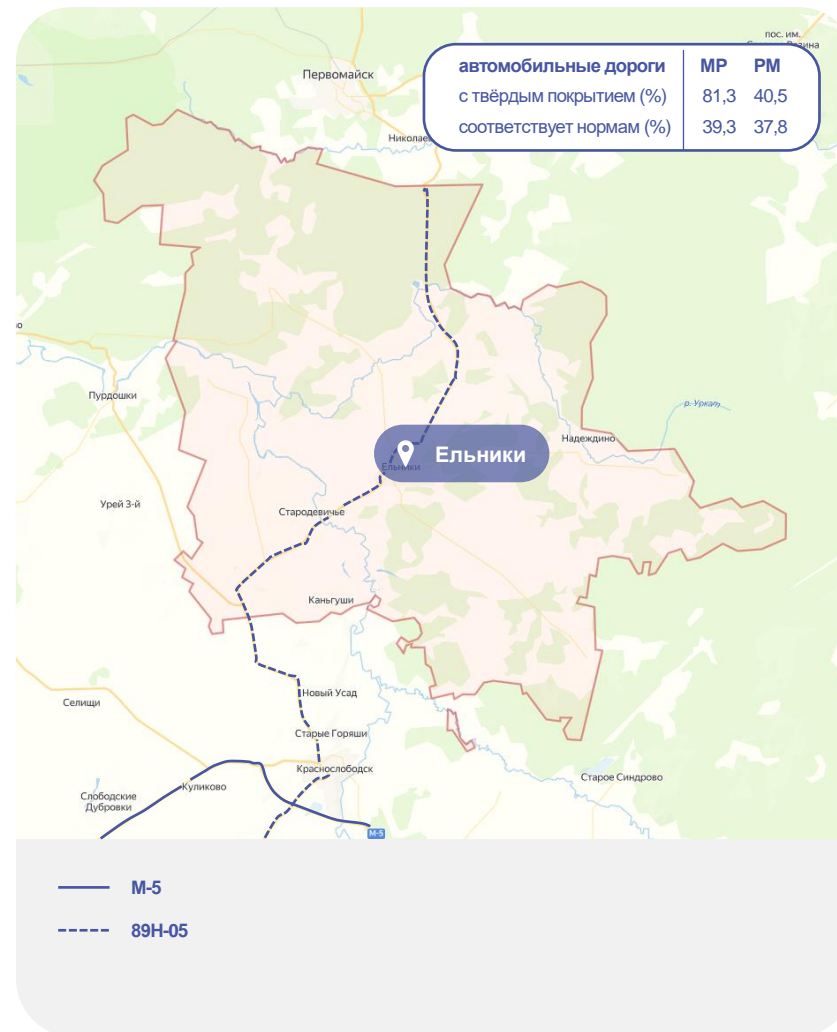 пос. им.
Первомайск
автомобильные дороги МР РМ
с твёрдым покрытием (%) 81,3 40,5
соответствует нормам (%) 39,3 37,8
р. Уркат
Пурдошки
Надеждино
Ельники
Ельники
Урей 3-й
Стародевичье
Каньгуши
Новый Усад
Селищи
Старые Горяши
Краснослободск
Старое Синдрово
Куликово
Слободские
Дубровки
М-5
М-5
89Н-05